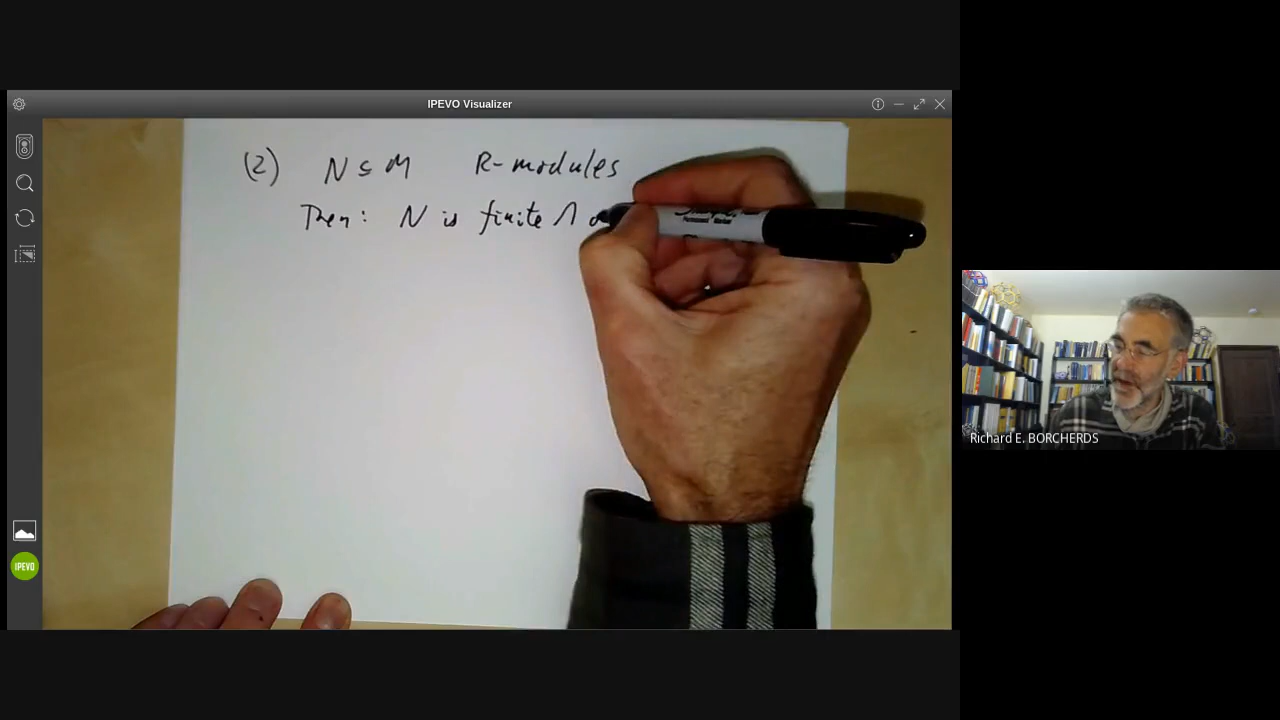 IPEVO Visualizer
(2) N ⊆ M R-modules
Then: N is finite ∩
IPEVO
Richard E. BORCHERDS